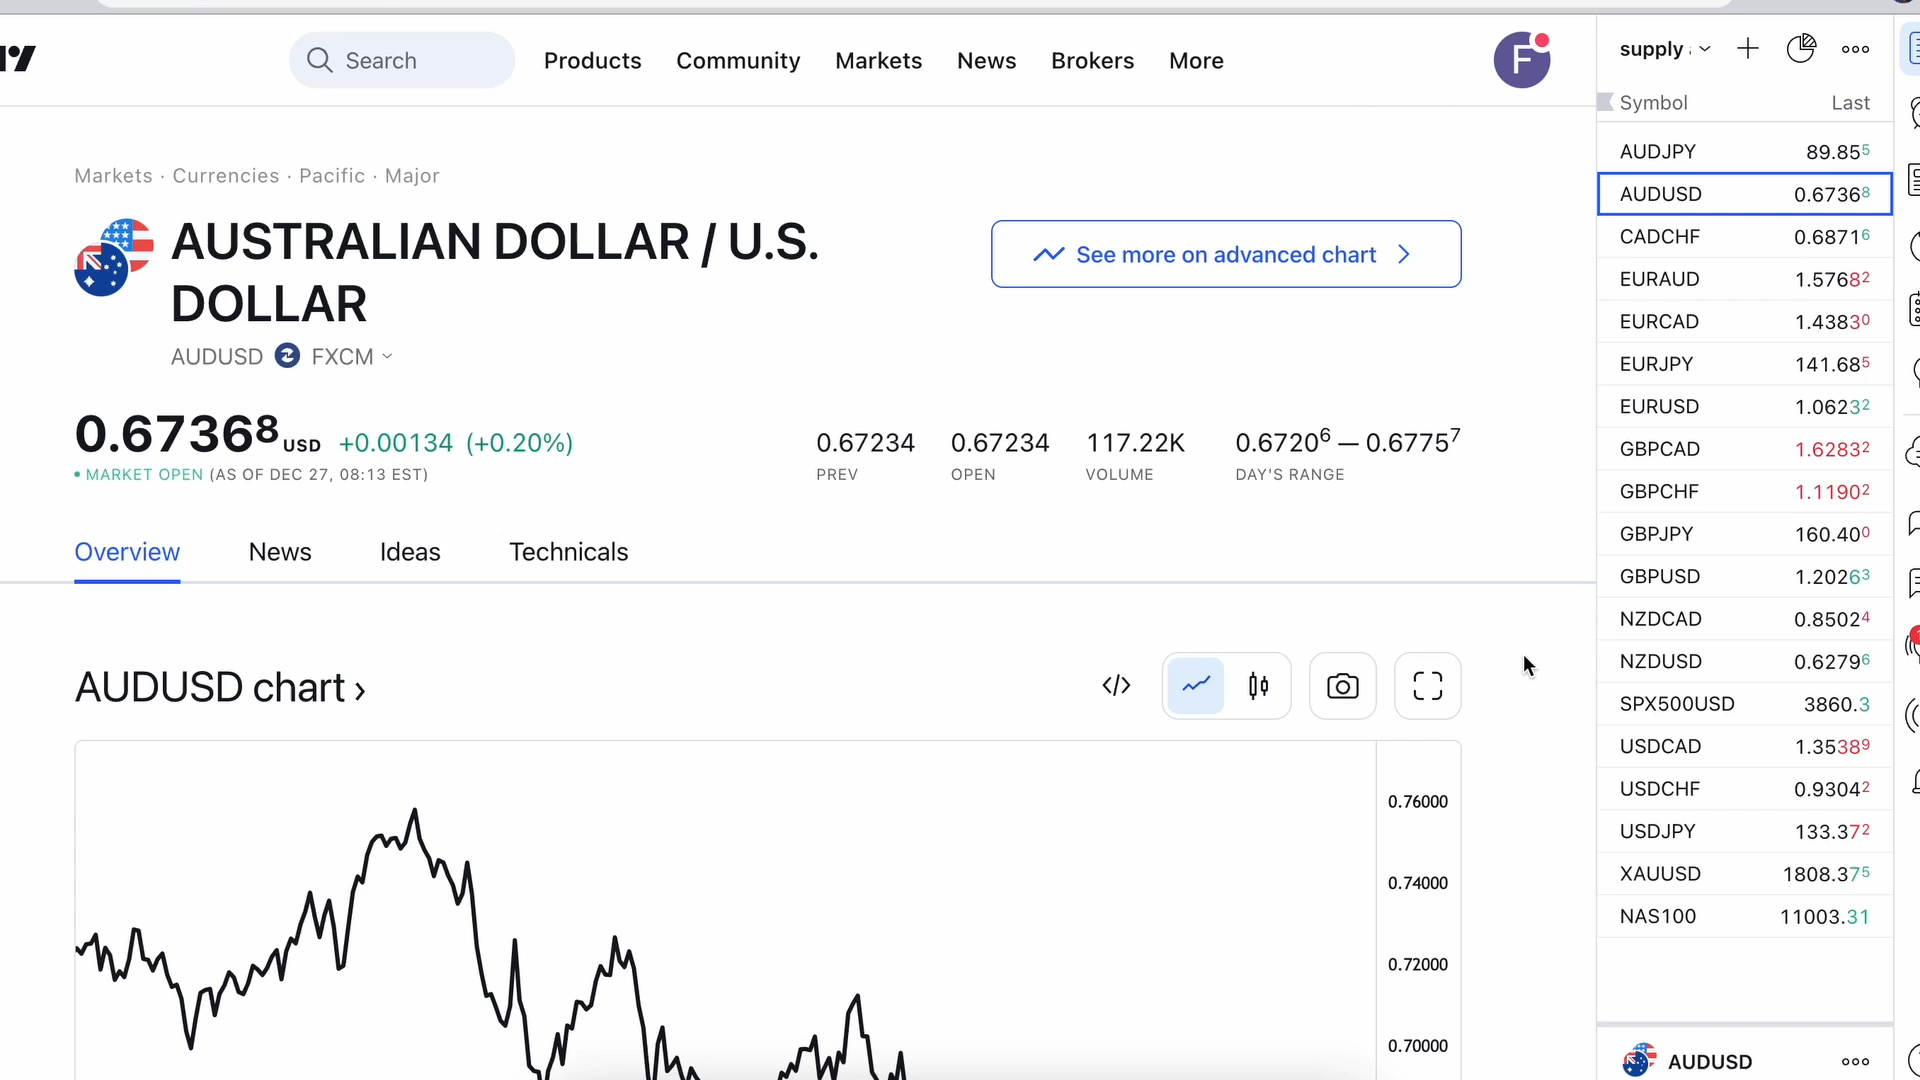 Search
Products
Community
Markets
News
Brokers
More
F
Markets · Currencies · Pacific · Major
AUSTRALIAN DOLLAR / U.S.
DOLLAR
AUDUSD FXCM
See more on advanced chart
0.67368 USD +0.00134 (+0.20%)
MARKET OPEN (AS OF DEC 27, 08:13 EST)
0.67234
PREV
0.67234
OPEN
117.22K
VOLUME
0.67206 — 0.67757
DAY'S RANGE
Overview
News
Ideas
Technicals
AUDUSD chart ›
</>
0.76000
0.74000
0.72000
0.70000
supply
Symbol Last
AUDJPY 89.855
AUDUSD 0.67368
CADCHF 0.68716
EURAUD 1.57682
EURCAD 1.43830
EURJPY 141.685
EURUSD 1.06232
GBPCAD 1.62832
GBPCHF 1.11902
GBPJPY 160.400
GBPUSD 1.20263
NZDCAD 0.85024
NZDUSD 0.62796
SPX500USD 3860.3
USDCAD 1.35389
USDCHF 0.93042
USDJPY 133.372
XAUUSD 1808.375
NAS100 11003.31
AUDUSD